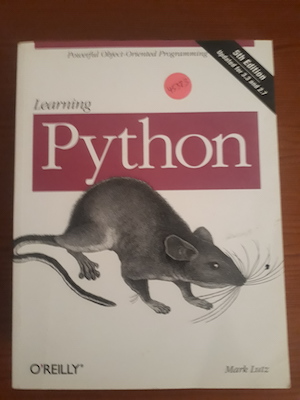 Powerful Object-Oriented Programming
5th Edition
Updated for 3.3 and 2.7
Learning
Python
Mark Lutz
O'REILLY®